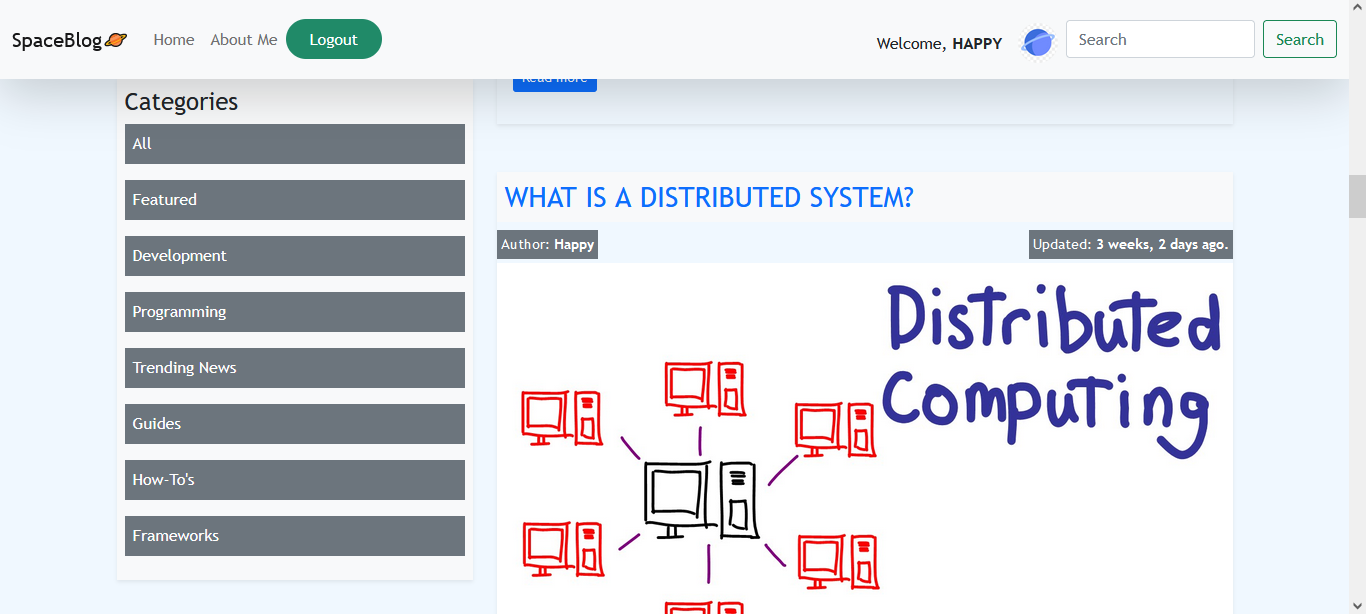 SpaceBlog
Home
About Me
Logout
Welcome, HAPPY
Search
Search
Read more
Categories
All
Featured
Development
Programming
Trending News
Guides
How-To's
Frameworks
WHAT IS A DISTRIBUTED SYSTEM?
Author: Happy
Updated: 3 weeks, 2 days ago.
Distributed
Computing